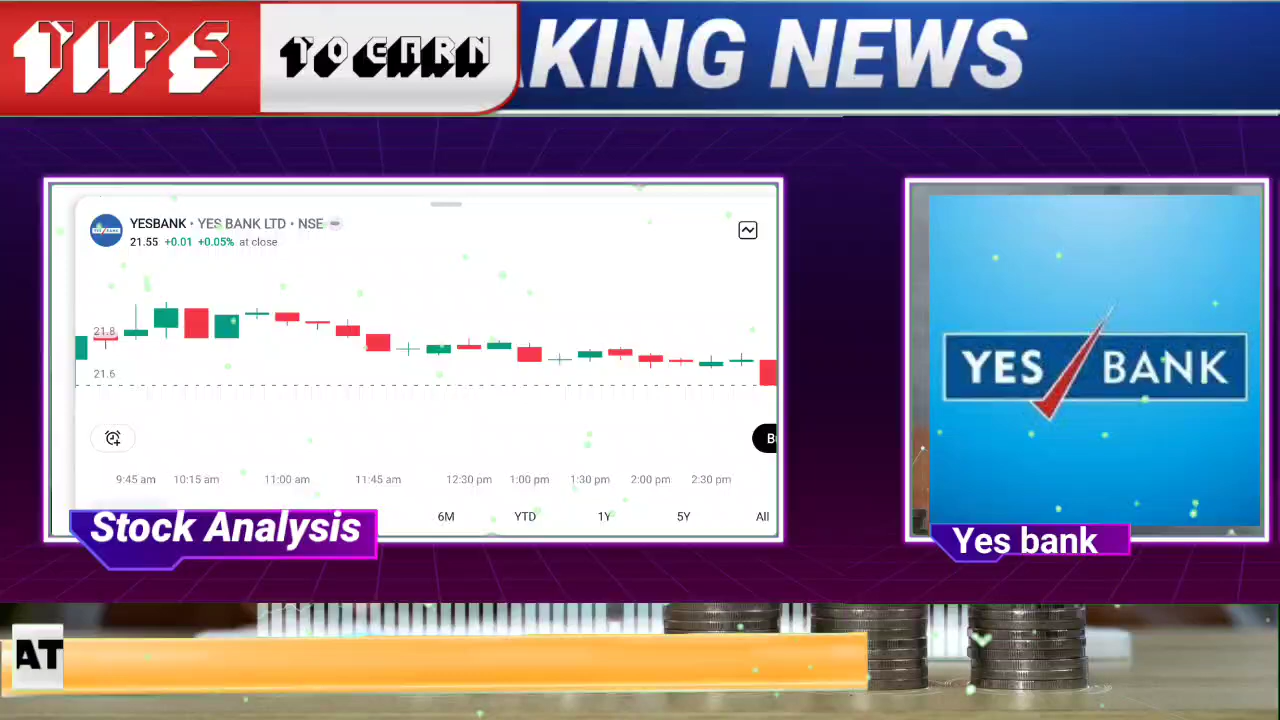 TIPS
TO EARN
KING NEWS
YESBANK • YES BANK LTD • NSE
21.55 +0.01 +0.05% at close
21.8
21.6
9:45 am 10:15 am 11:00 am 11:45 am 12:30 pm 1:00 pm 1:30 pm 2:00 pm 2:30 pm
6M YTD 1Y 5Y All
Stock Analysis
YES BANK
Yes bank
AT